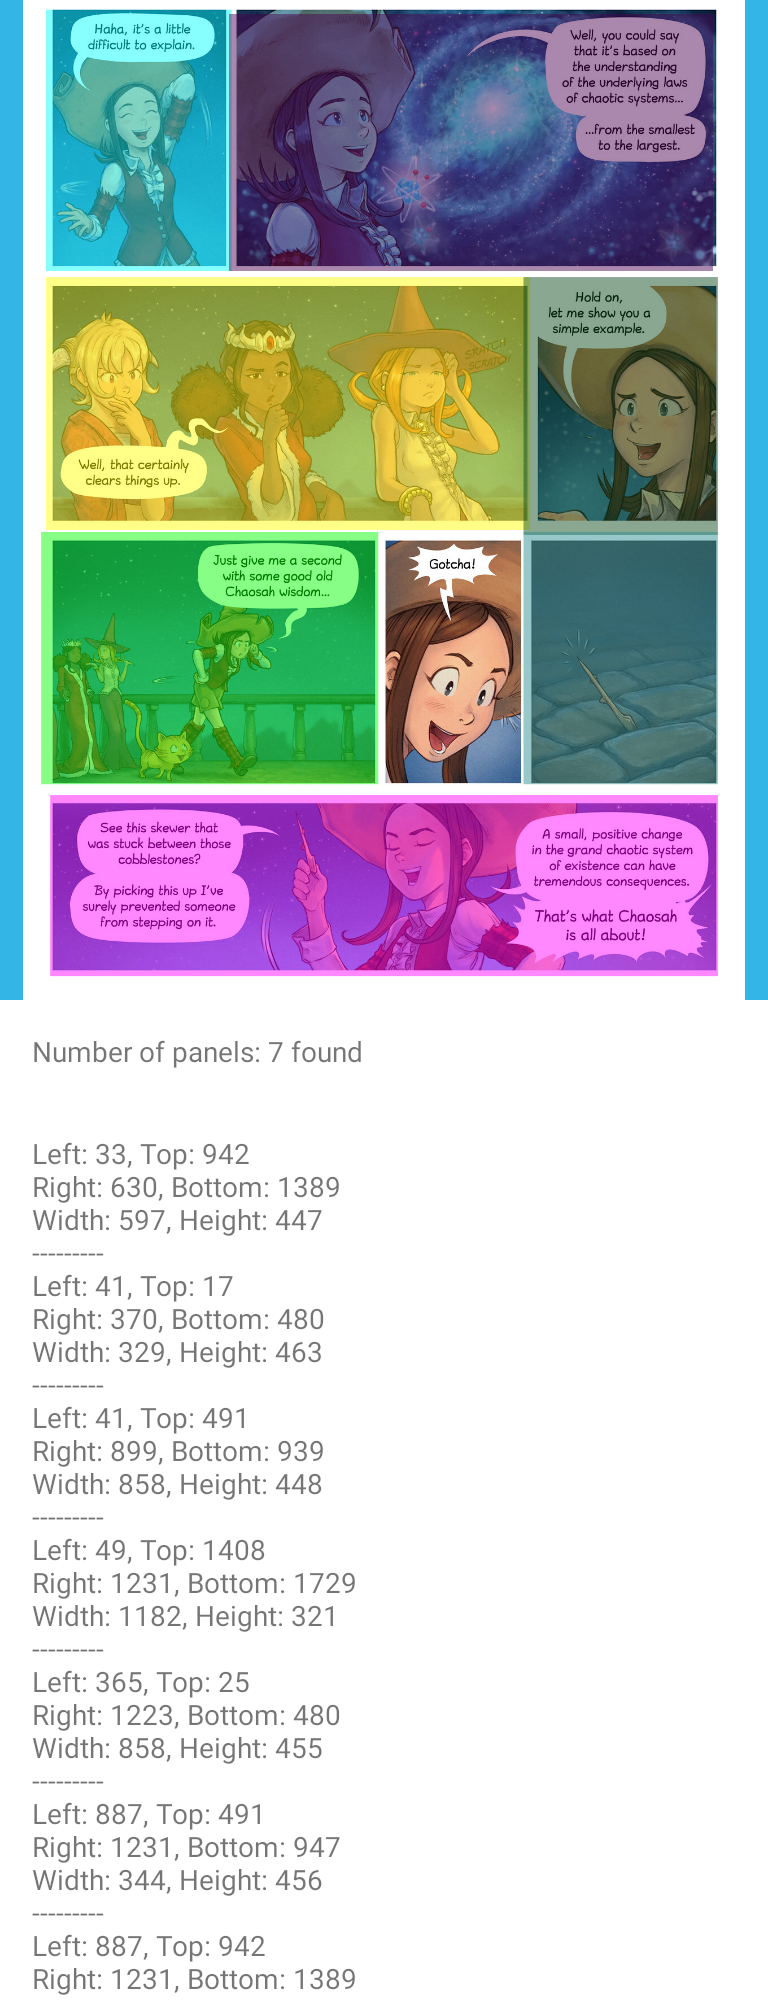 Haha, it's a little
difficult to explain.
Well, you could say
that it's based on
the understanding
of the underlying laws
of chaotic systems...
...from the smallest
to the largest.
SKRATCH
SCRATCH
Well, that certainly
clears things up.
Hold on,
let me show you a
simple example.
Just give me a second
with some good old
Chaosah wisdom...
Gotcha!
See this skewer that
was stuck between those
cobblestones?
By picking this up I've
surely prevented someone
from stepping on it.
A small, positive change
in the grand chaotic system
of existence can have
tremendous consequences.
That's what Chaosah
is all about!
Number of panels: 7 found
Left: 33, Top: 942
Right: 630, Bottom: 1389
Width: 597, Height: 447
---------
Left: 41, Top: 17
Right: 370, Bottom: 480
Width: 329, Height: 463
---------
Left: 41, Top: 491
Right: 899, Bottom: 939
Width: 858, Height: 448
---------
Left: 49, Top: 1408
Right: 1231, Bottom: 1729
Width: 1182, Height: 321
---------
Left: 365, Top: 25
Right: 1223, Bottom: 480
Width: 858, Height: 455
---------
Left: 887, Top: 491
Right: 1231, Bottom: 947
Width: 344, Height: 456
---------
Left: 887, Top: 942
Right: 1231, Bottom: 1389